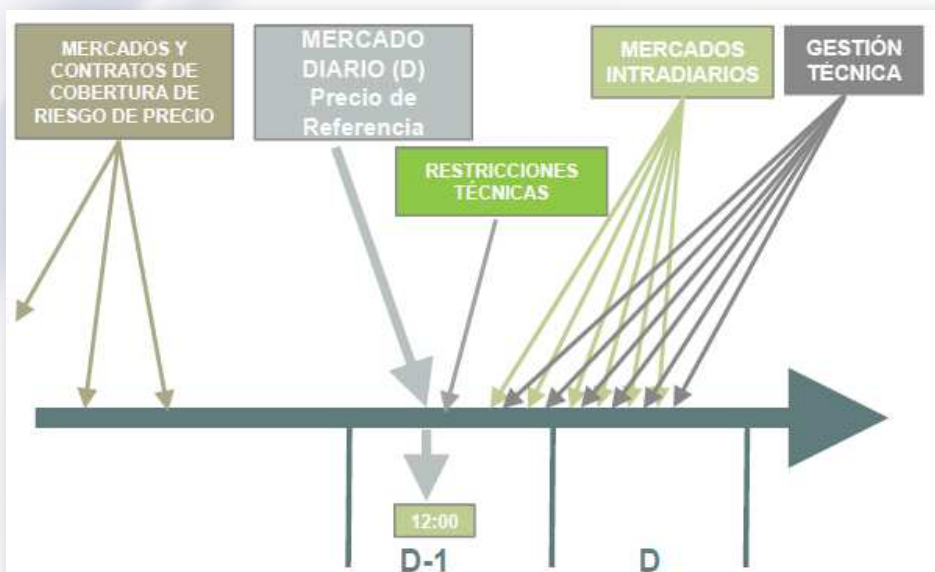 MERCADOS Y
CONTRATOS DE
COBERTURA DE
RIESGO DE PRECIO
MERCADO
DIARIO (D)
Precio de
Referencia
RESTRICCIONES
TÉCNICAS
MERCADOS
INTRADIARIOS
GESTIÓN
TÉCNICA
12:00
D-1
D